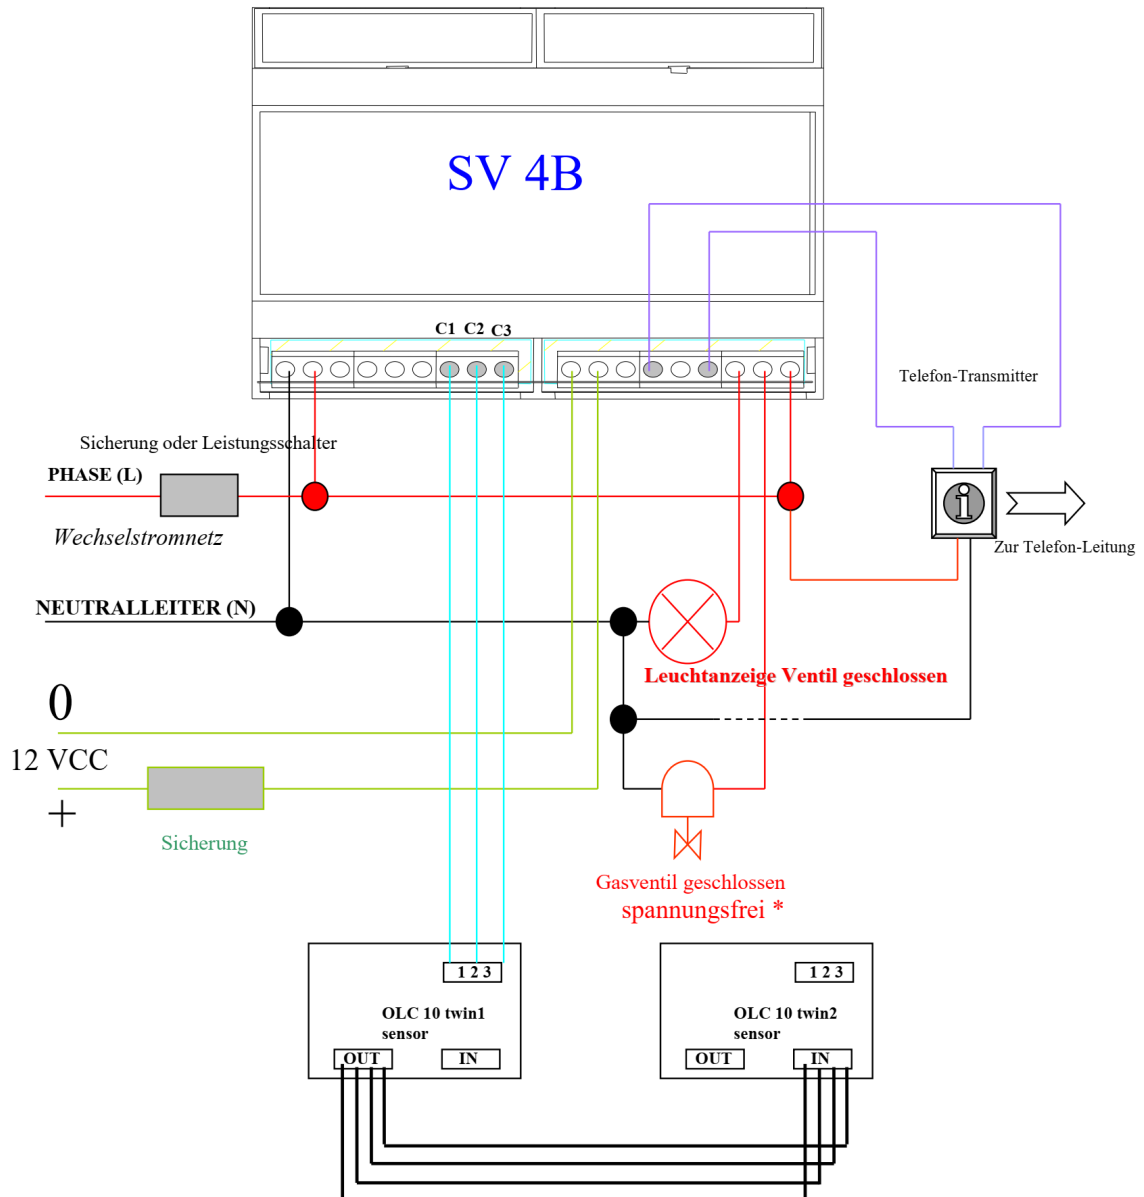 SV 4B
C1 C2 C3
Telefon-Transmitter
Sicherung oder Leistungsschalter
PHASE (L)
Wechselstromnetz
Zur Telefon-Leitung
NEUTRALLEITER (N)
Leuchtanzeige Ventil geschlossen
0
12 VCC
+
Sicherung
Gasventil geschlossen
spannungsfrei *
1 2 3
OLC 10 twin1
sensor
OUT
IN
1 2 3
OLC 10 twin2
sensor
OUT
IN